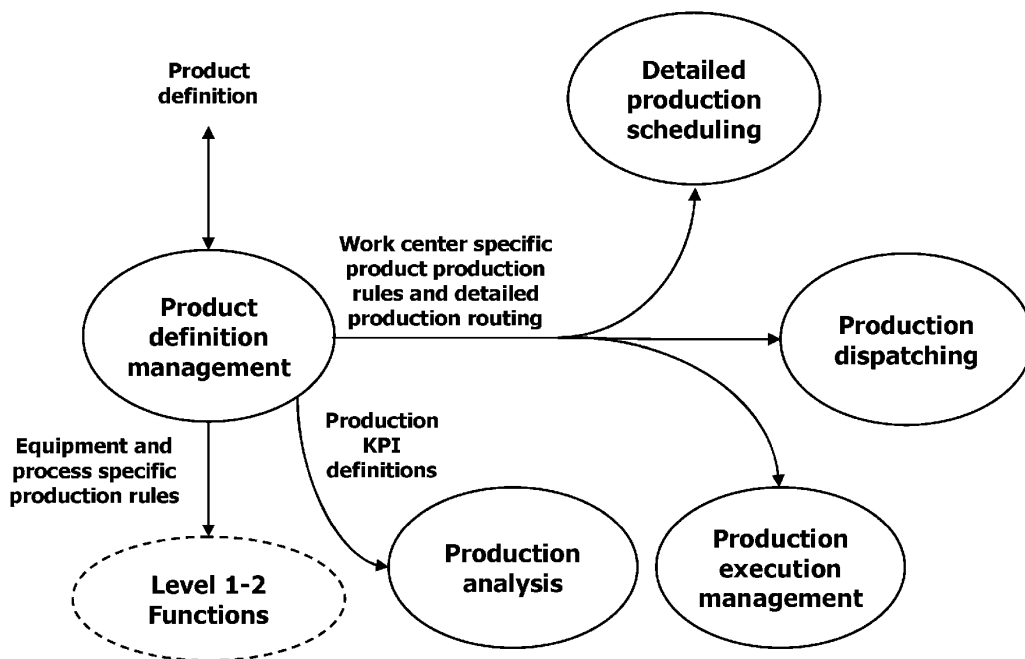 Product
definition
Detailed
production
scheduling
Work center specific
product production
rules and detailed
production routing
Product
definition
management
Production
dispatching
Production
KPI
definitions
Equipment and
process specific
production rules
Level 1-2
Functions
Production
analysis
Production
execution
management